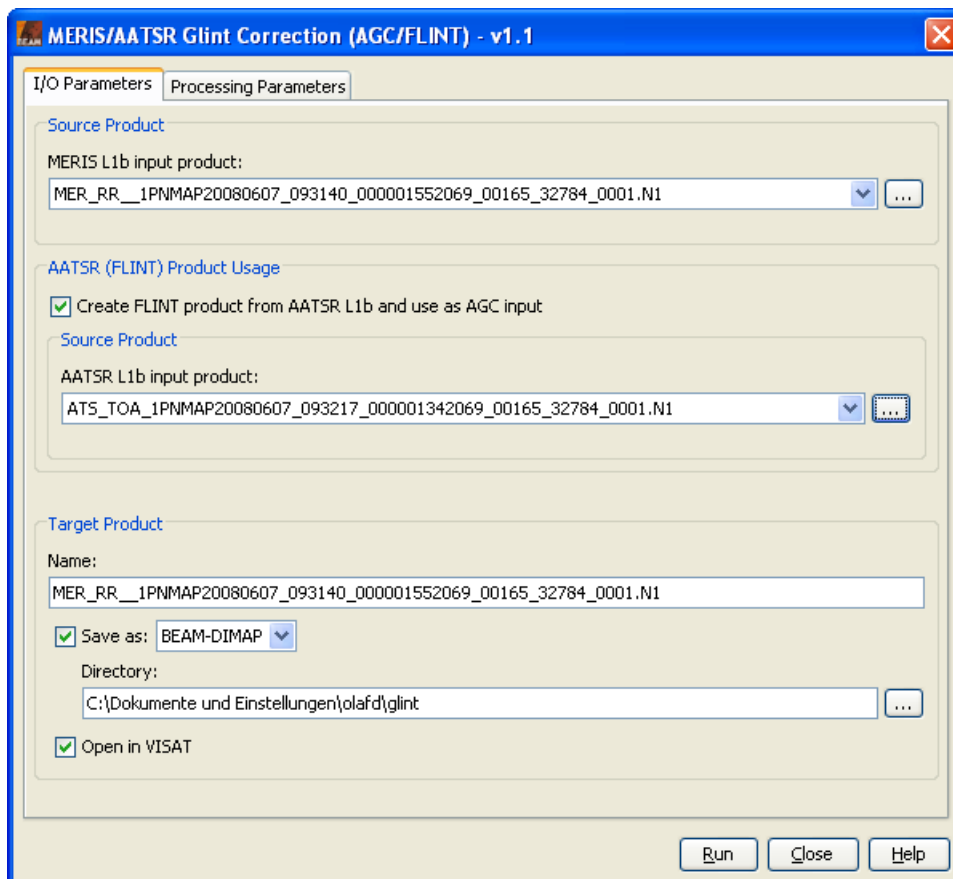 MERIS/AATSR Glint Correction (AGC/FLINT) - v1.1
I/O Parameters Processing Parameters
Source Product
MERIS L1b input product:
MER_RR__1PNMAP20080607_093140_000001552069_00165_32784_0001.N1 ...
AATSR (FLINT) Product Usage
Create FLINT product from AATSR L1b and use as AGC input
Source Product
AATSR L1b input product:
ATS_TOA_1PNMAP20080607_093217_000001342069_00165_32784_0001.N1 ...
Target Product
Name:
MER_RR__1PNMAP20080607_093140_000001552069_00165_32784_0001.N1
Save as: BEAM-DIMAP
Directory:
C:\Dokumente und Einstellungen\olafd\glint ...
Open in VISAT
Run Close Help